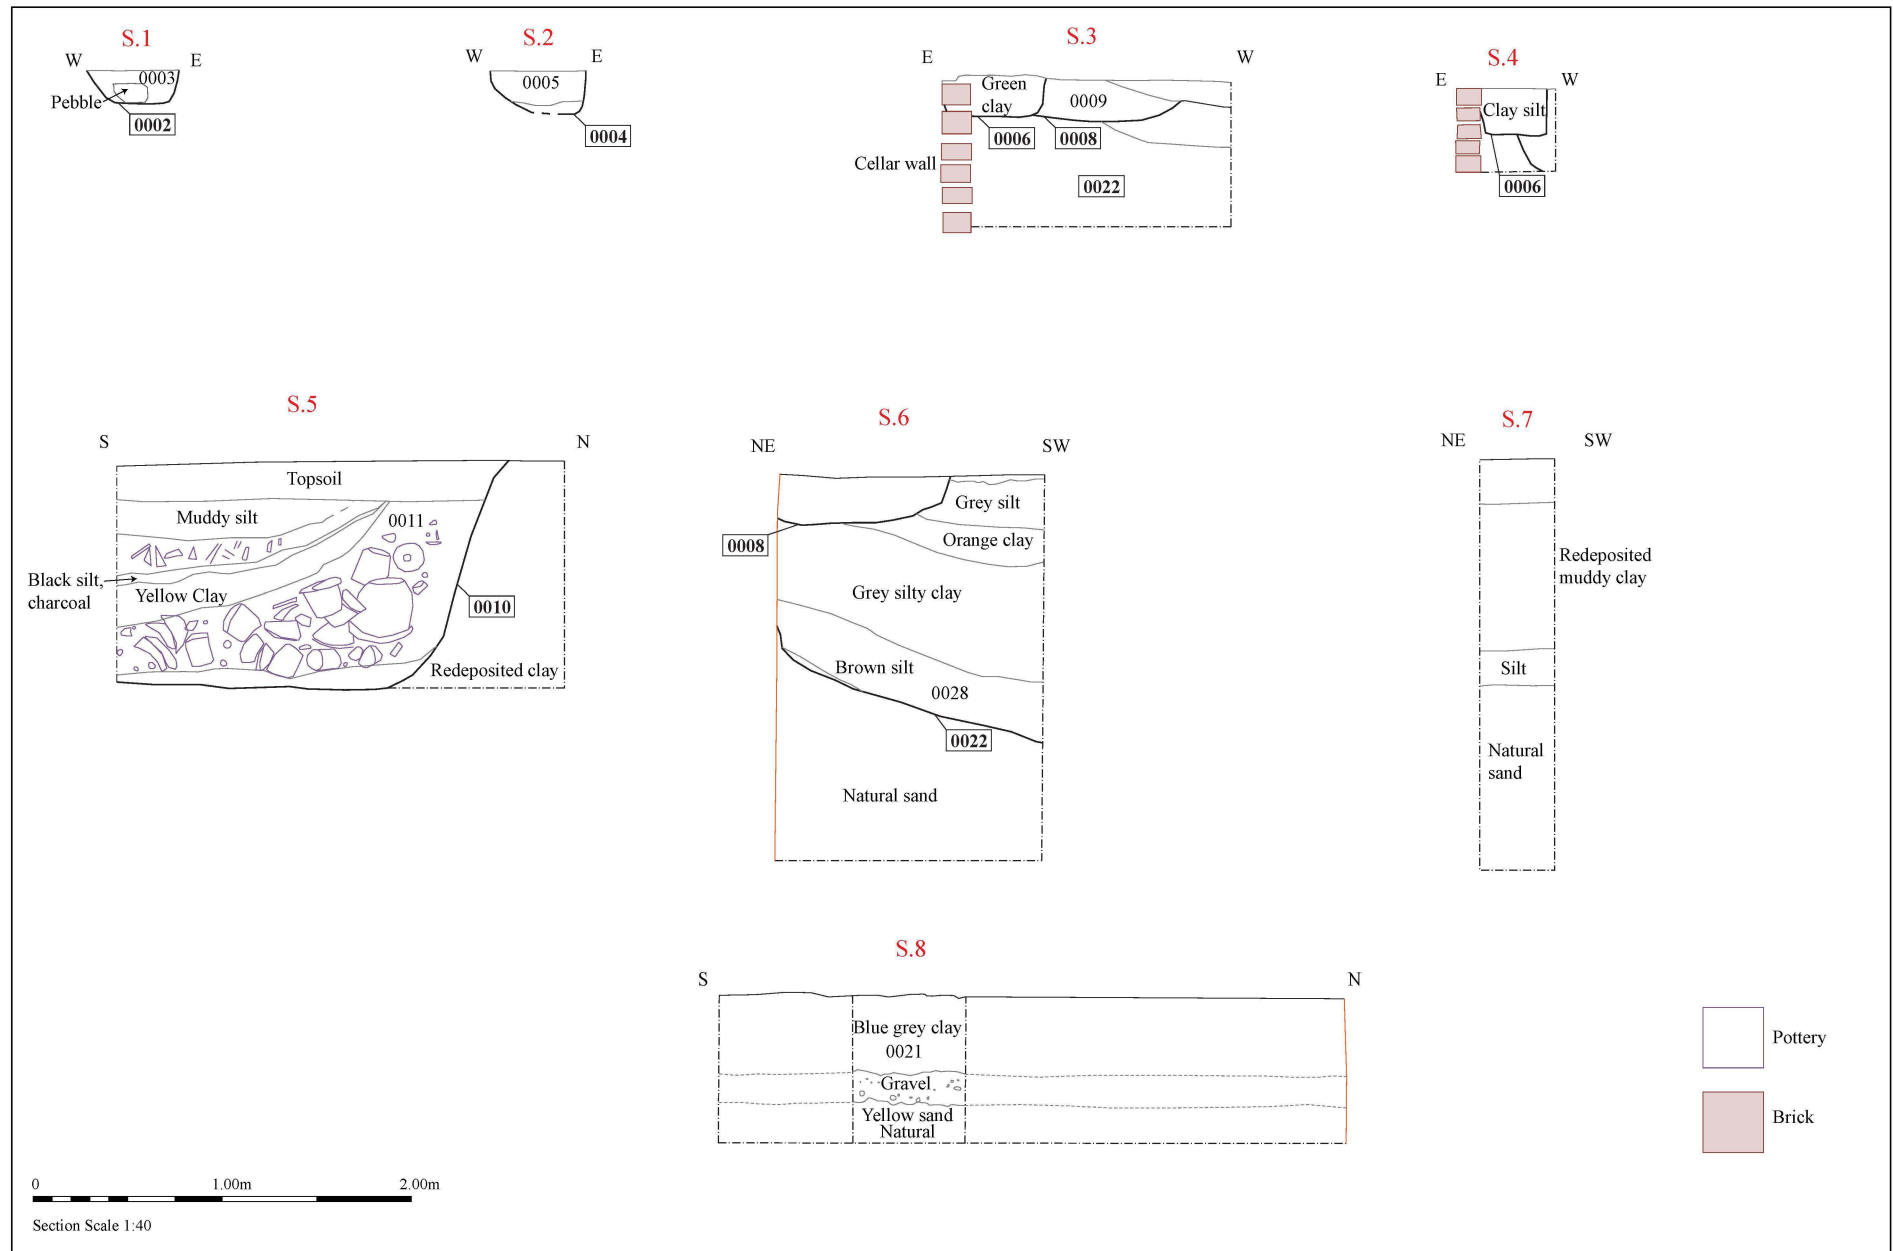 S.1
W
E
0003
Pebble
0002
S.2
W
E
0005
0004
S.3
E
W
Green
clay
0009
0006
0008
Cellar wall
0022
S.4
E
W
Clay silt
0006
S.5
S
N
Topsoil
Muddy silt
0011
Black silt,
charcoal
Yellow Clay
0010
Redeposited clay
S.6
NE
SW
Grey silt
0008
Orange clay
Grey silty clay
Brown silt
0028
0022
Natural sand
S.7
NE
SW
Redeposited
muddy clay
Silt
Natural
sand
S.8
S
N
Blue grey clay
0021
Gravel
Yellow sand
Natural
Pottery
Brick
0
1.00m
2.00m
Section Scale 1:40